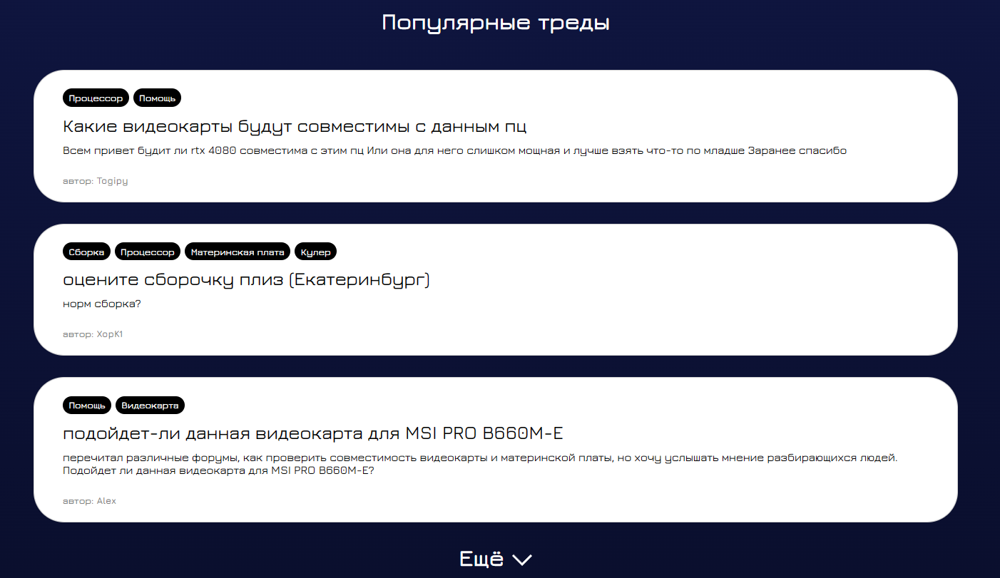 Популярные треды
Процессор Помощь
Какие видеокарты будут совместимы с данным пц
Всем привет будит ли rtx 4080 совместима с этим пц Или она для него слишком мощная и лучше взять что-то по младше Заранее спасибо
автор: Togipy
Сборка Процессор Материнская плата Кулер
оцените сборочку плиз (Екатеринбург)
норм сборка?
автор: XopK1
Помощь Видеокарта
подойдет-ли данная видеокарта для MSI PRO B660M-E
перечитал различные форумы, как проверить совместимость видеокарты и материнской платы, но хочу услышать мнение разбирающихся людей.
Подойдет ли данная видеокарта для MSI PRO B660M-E?
автор: Alex
Ещё